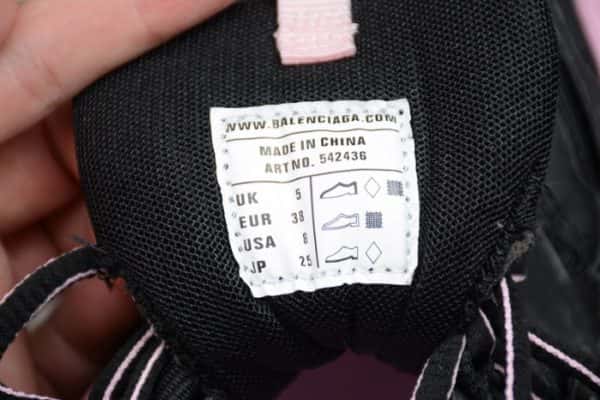 WWW.BALENCIAGA.COM
MADE IN CHINA
ART NO. 542436
UK 5
EUR 38
USA 8
JP 25